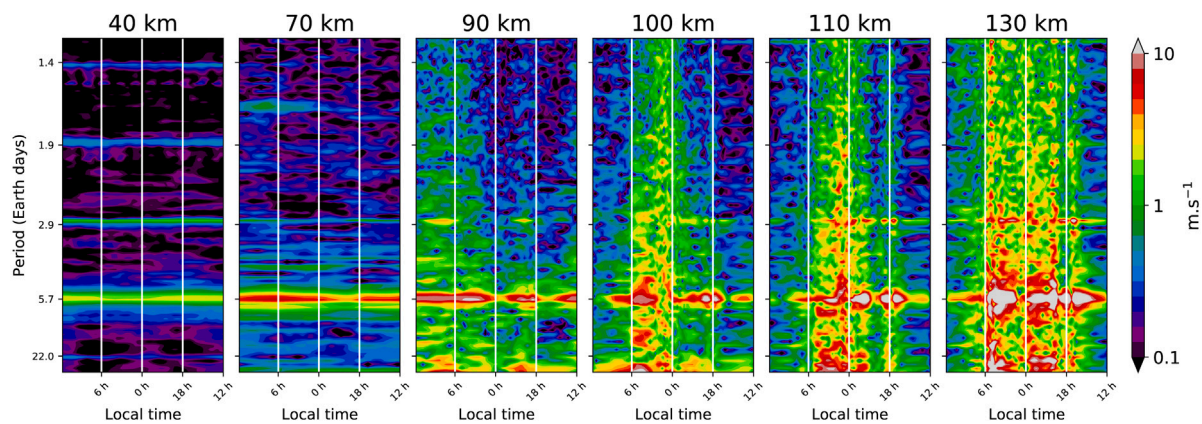 40 km 70 km 90 km 100 km 110 km 130 km
Period (Earth days)
1.4
1.9
2.9
5.7
22.0
10
1
0.1
m.s⁻¹
6 h 0 h 18 h 12 h 6 h 0 h 18 h 12 h 6 h 0 h 18 h 12 h 6 h 0 h 18 h 12 h 6 h 0 h 18 h 12 h 6 h 0 h 18 h 12 h
Local time Local time Local time Local time Local time Local time